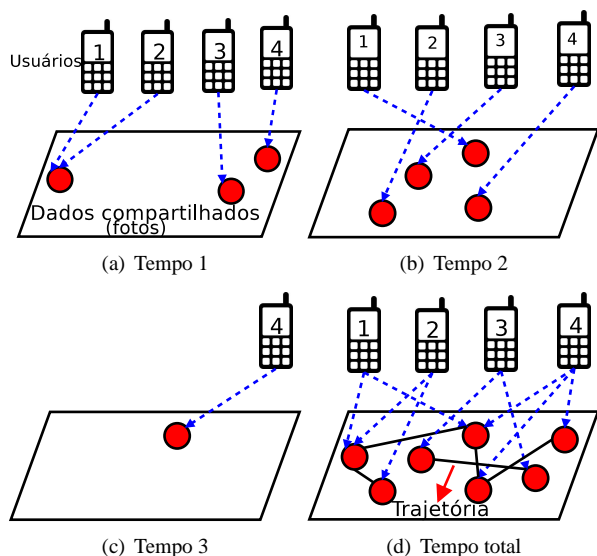 1 2 3 4
Usuários
Dados compartilhados
(fotos)
(a) Tempo 1
1 2 3 4
(b) Tempo 2
4
(c) Tempo 3
1 2 3 4
Trajetória
(d) Tempo total